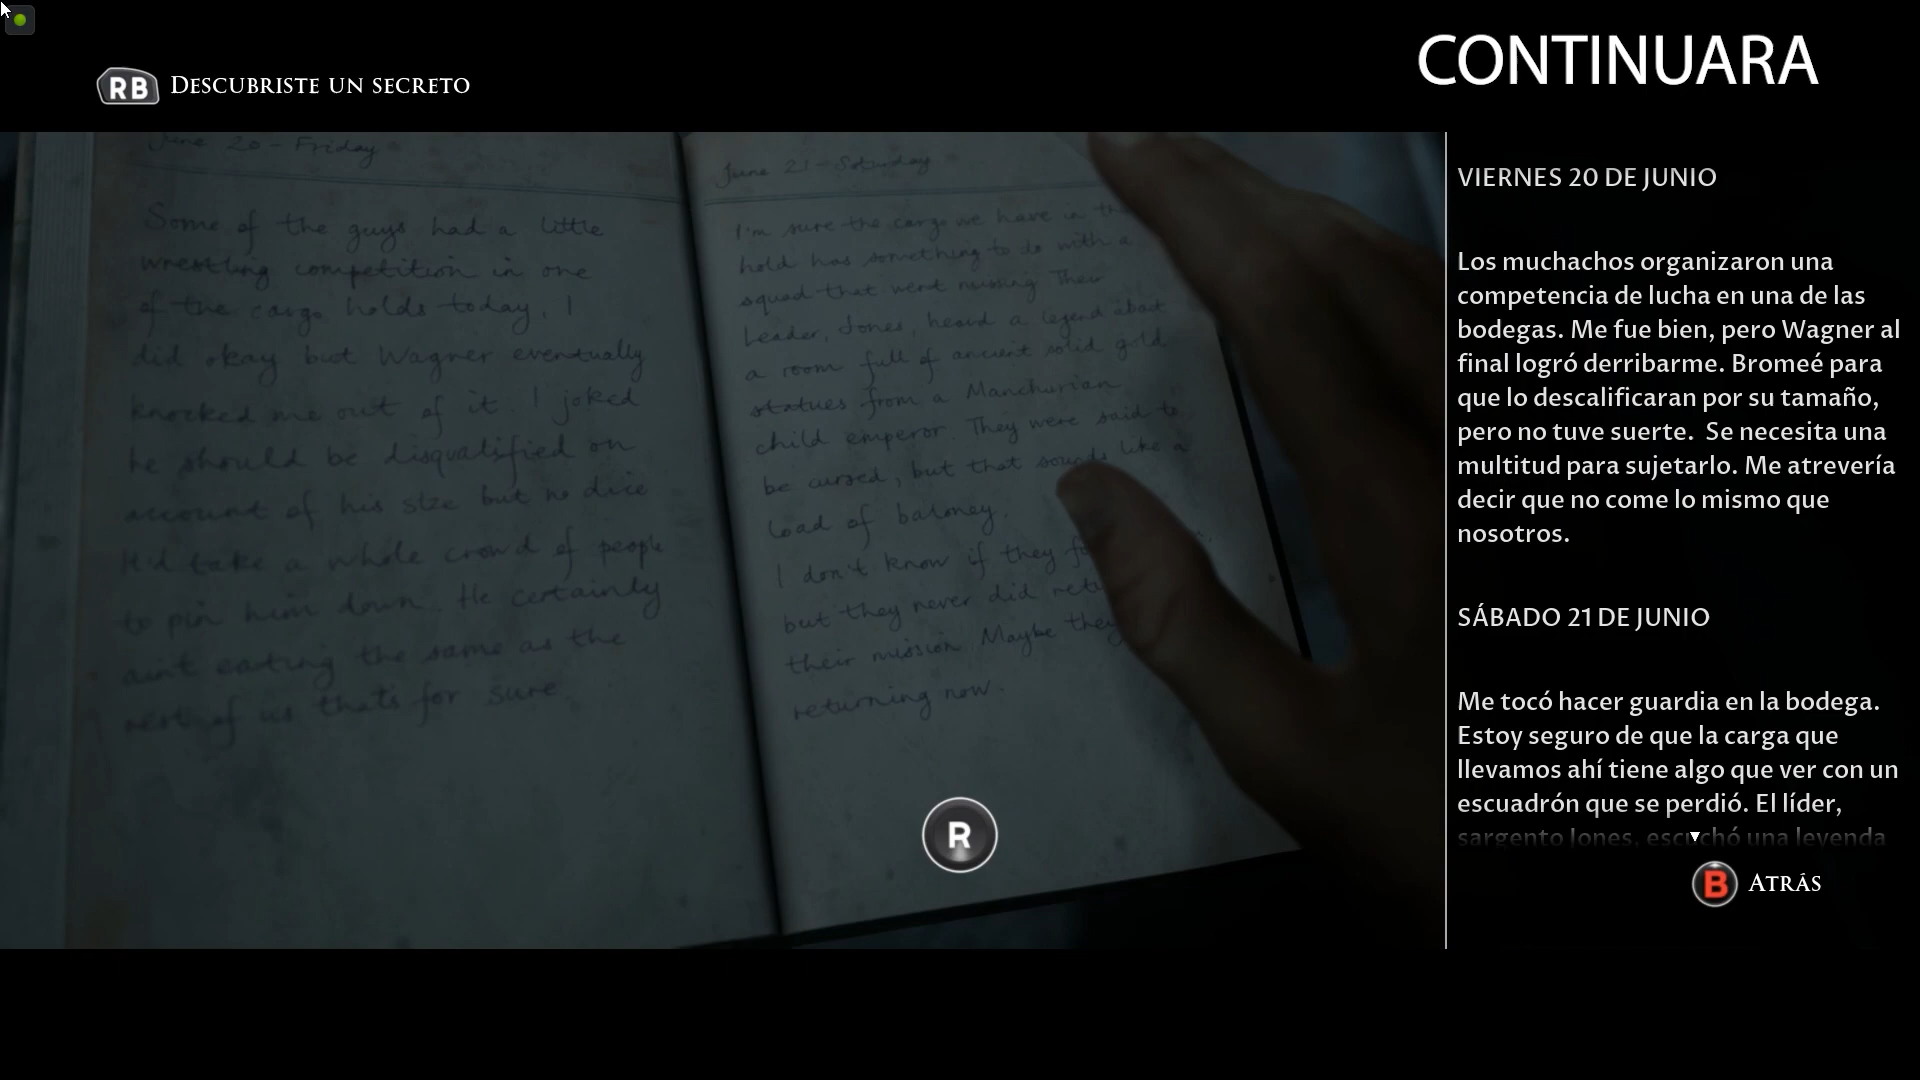 CONTINUARA
RB DESCUBRISTE UN SECRETO
June 20 - Friday
Some of the guys had a little
wrestling competition in one
of the cargo holds today. I
did okay but Wagner eventually
knocked me out of it. I joked
he should be disqualified on
account of his size but no dice
It'd take a whole crowd of people
to pin him down. He certainly
ain't eating the same as the
rest of us that's for sure.
June 21 - Saturday
I'm sure the cargo we have in the
hold has something to do with a
squad that went missing. Their
Leader, Jones, heard a legend about
a room full of ancient solid gold
statues from a Manchurian
child emperor. They were said to
be cursed, but that sounds like a
load of baloney.
I don't know if they
but they never did
their mission. Maybe
returning now.
R
VIERNES 20 DE JUNIO
Los muchachos organizaron una
competencia de lucha en una de las
bodegas. Me fue bien, pero Wagner al
final logró derribarme. Bromeé para
que lo descalificaran por su tamaño,
pero no tuve suerte. Se necesita una
multitud para sujetarlo. Me atrevería
decir que no come lo mismo que
nosotros.
SÁBADO 21 DE JUNIO
Me tocó hacer guardia en la bodega.
Estoy seguro de que la carga que
llevamos ahí tiene algo que ver con un
escuadrón que se perdió. El líder,
sargento Jones, escuchó una leyenda
B ATRÁS